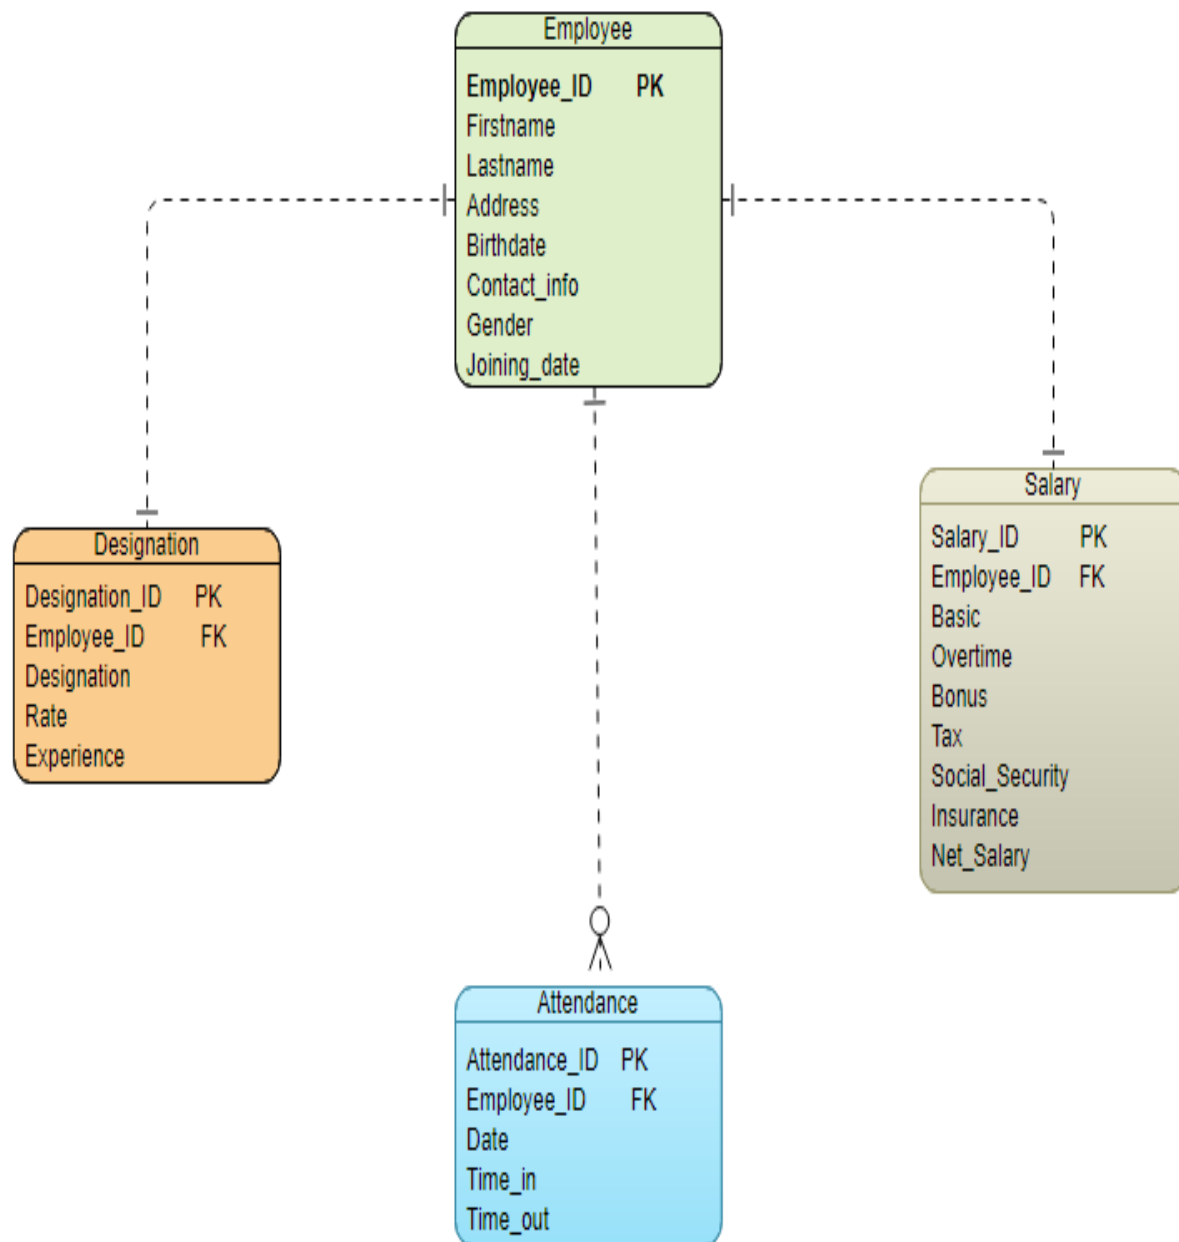 Employee
Employee_ID PK
Firstname
Lastname
Address
Birthdate
Contact_info
Gender
Joining_date
Designation
Designation_ID PK
Employee_ID FK
Designation
Rate
Experience
Salary
Salary_ID PK
Employee_ID FK
Basic
Overtime
Bonus
Tax
Social_Security
Insurance
Net_Salary
Attendance
Attendance_ID PK
Employee_ID FK
Date
Time_in
Time_out